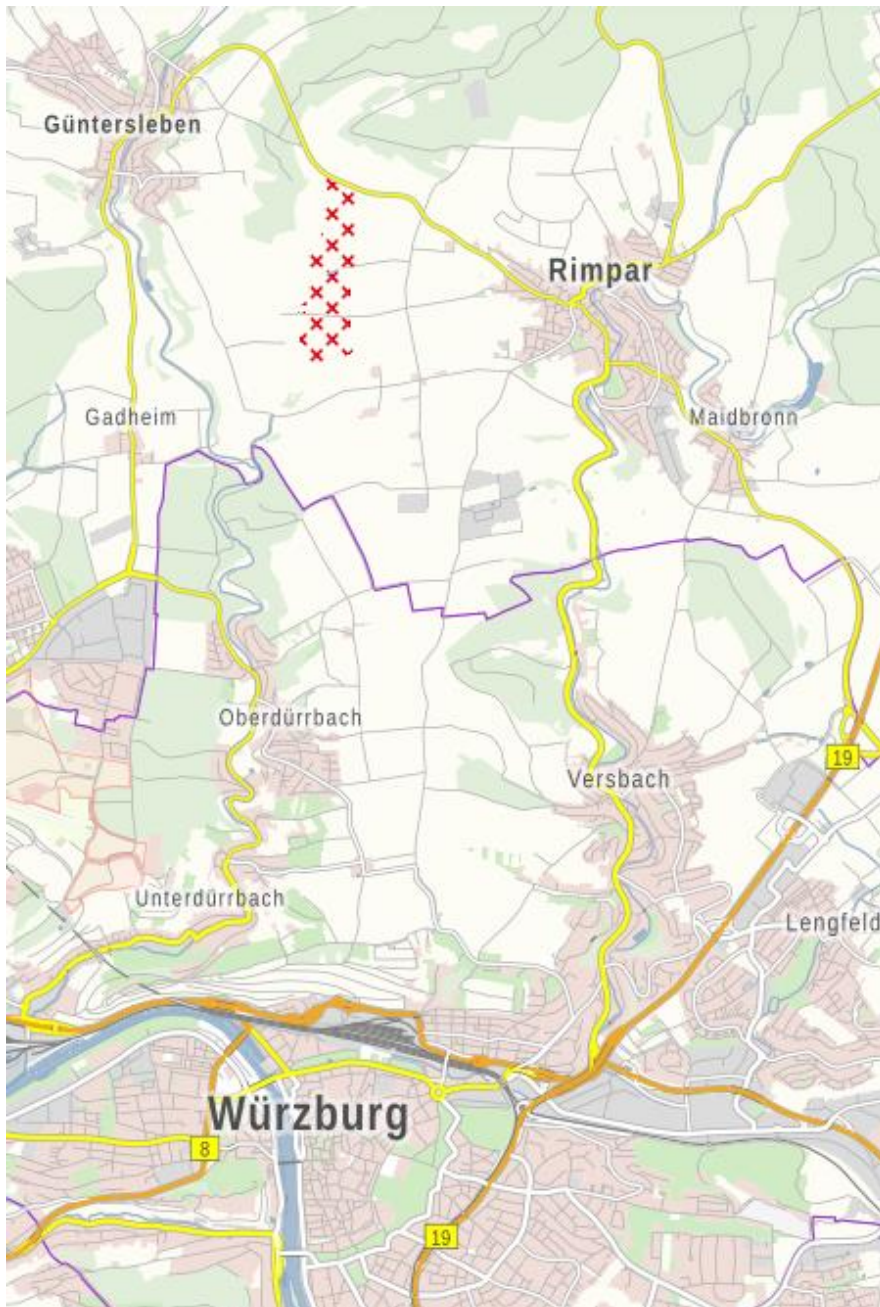 Güntersleben
Rimpar
Gadheim
Maidbronn
Oberdürrbach
19
Versbach
Unterdürrbach
Lengfeld
Würzburg
8
19